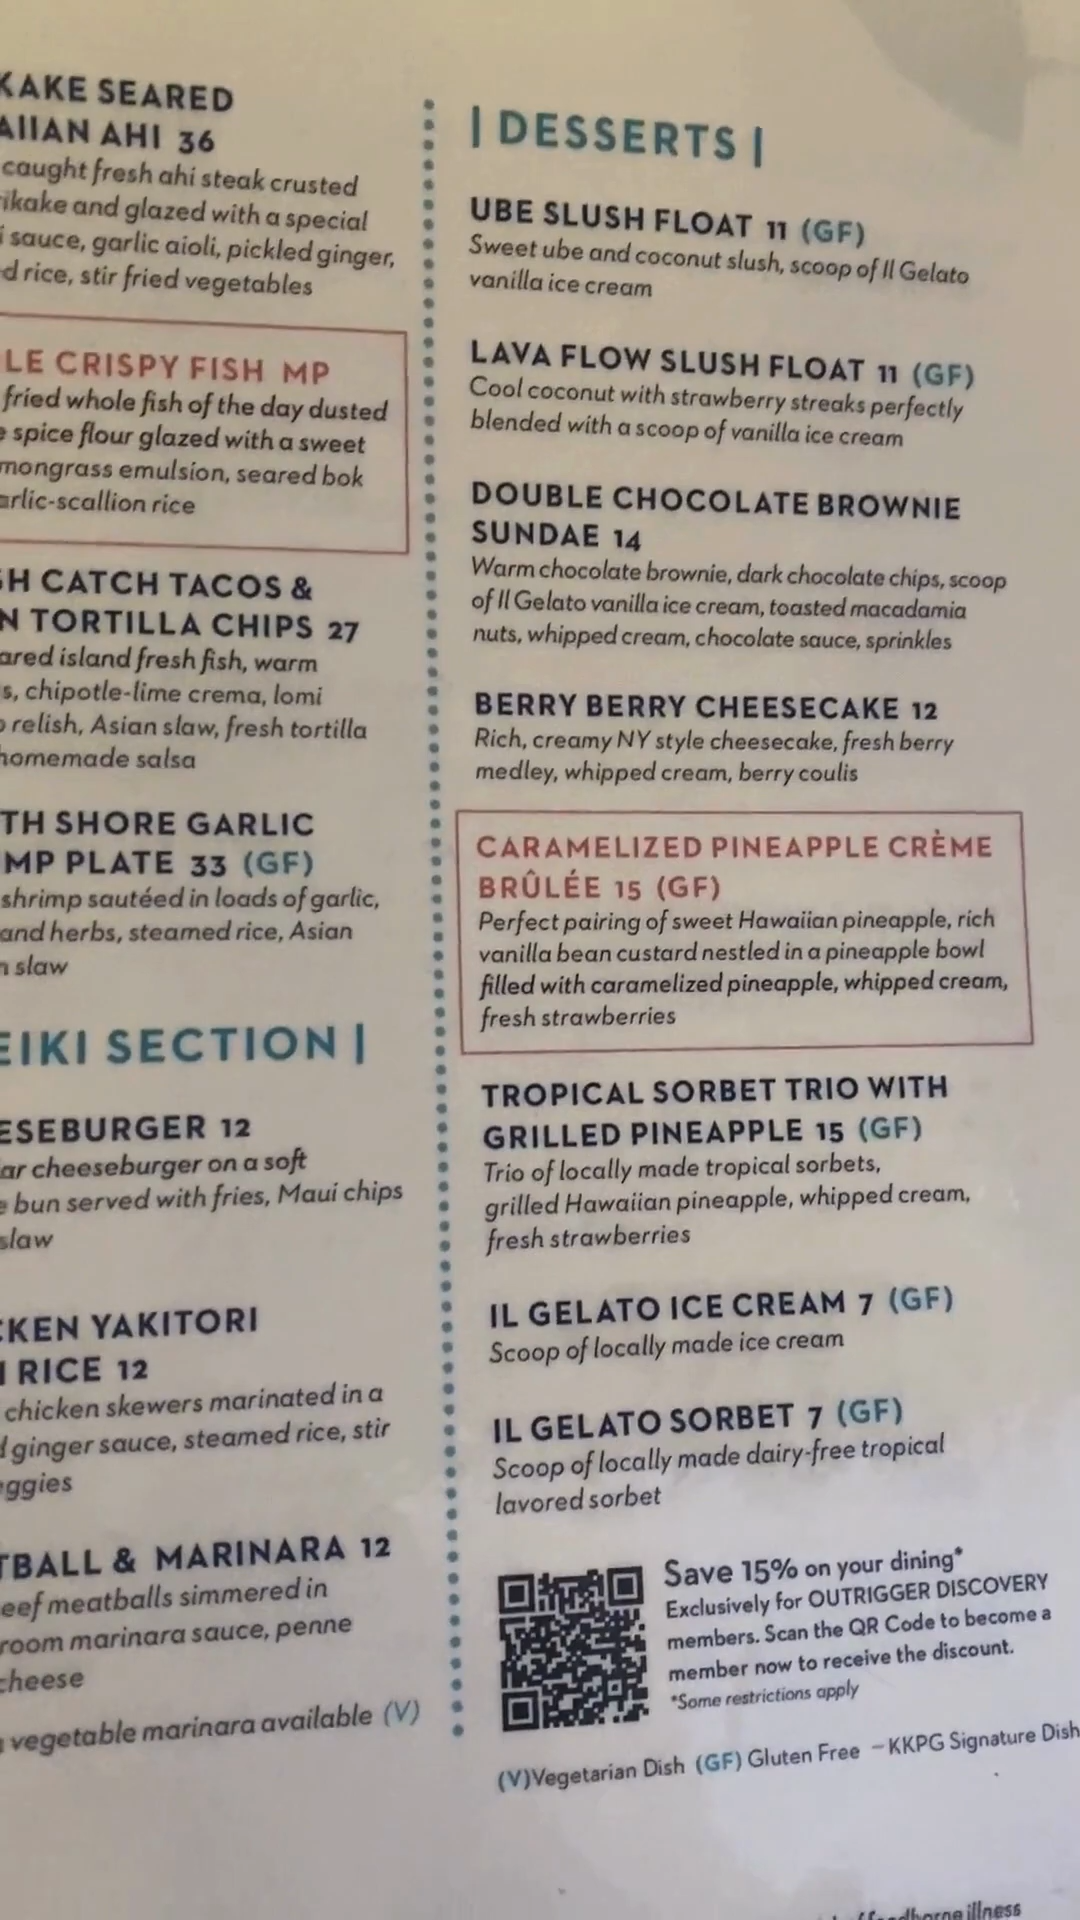 KAKE SEARED
AIIAN AHI 36
caught fresh ahi steak crusted
ikake and glazed with a special
i sauce, garlic aioli, pickled ginger,
d rice, stir fried vegetables
LE CRISPY FISH MP
fried whole fish of the day dusted
e spice flour glazed with a sweet
mongrass emulsion, seared bok
arlic-scallion rice
SH CATCH TACOS &
N TORTILLA CHIPS 27
ared island fresh fish, warm
s, chipotle-lime crema, lomi
o relish, Asian slaw, fresh tortilla
homemade salsa
TH SHORE GARLIC
MP PLATE 33 (GF)
shrimp sautéed in loads of garlic,
and herbs, steamed rice, Asian
n slaw
EIKI SECTION |
ESEBURGER 12
ar cheeseburger on a soft
e bun served with fries, Maui chips
slaw
CKEN YAKITORI
H RICE 12
chicken skewers marinated in a
d ginger sauce, steamed rice, stir
eggies
TBALL & MARINARA 12
eef meatballs simmered in
room marinara sauce, penne
cheese
vegetable marinara available (V)
| DESSERTS |
UBE SLUSH FLOAT 11 (GF)
Sweet ube and coconut slush, scoop of Il Gelato
vanilla ice cream
LAVA FLOW SLUSH FLOAT 11 (GF)
Cool coconut with strawberry streaks perfectly
blended with a scoop of vanilla ice cream
DOUBLE CHOCOLATE BROWNIE
SUNDAE 14
Warm chocolate brownie, dark chocolate chips, scoop
of Il Gelato vanilla ice cream, toasted macadamia
nuts, whipped cream, chocolate sauce, sprinkles
BERRY BERRY CHEESECAKE 12
Rich, creamy NY style cheesecake, fresh berry
medley, whipped cream, berry coulis
CARAMELIZED PINEAPPLE CRÈME
BRÛLÉE 15 (GF)
Perfect pairing of sweet Hawaiian pineapple, rich
vanilla bean custard nestled in a pineapple bowl
filled with caramelized pineapple, whipped cream,
fresh strawberries
TROPICAL SORBET TRIO WITH
GRILLED PINEAPPLE 15 (GF)
Trio of locally made tropical sorbets,
grilled Hawaiian pineapple, whipped cream,
fresh strawberries
IL GELATO ICE CREAM 7 (GF)
Scoop of locally made ice cream
IL GELATO SORBET 7 (GF)
Scoop of locally made dairy-free tropical
lavored sorbet
Save 15% on your dining*
Exclusively for OUTRIGGER DISCOVERY
members. Scan the QR Code to become a
member now to receive the discount.
*Some restrictions apply
(V)Vegetarian Dish (GF) Gluten Free – KKPG Signature Dish
foodborne illness